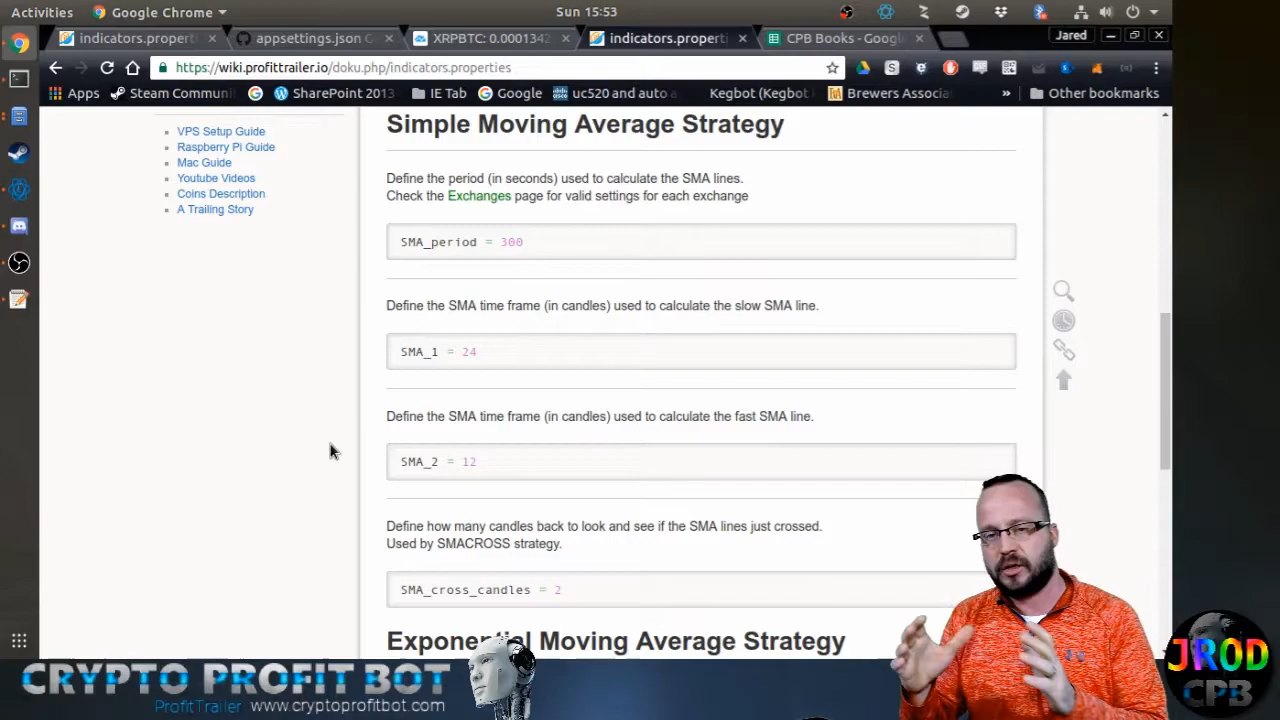 Activities Google Chrome Sun 15:53
indicators.properti appsettings.json G XRPBTC: 0.0001342 indicators.properti CPB Books - Googl Jared
https://wiki.profittrailer.io/doku.php/indicators.properties
Apps Steam Communi Google SharePoint 2013 IE Tab Google uc520 and auto a Kegbot (Kegbot Brewers Associa » Other bookmarks
VPS Setup Guide
Raspberry Pi Guide
Mac Guide
Youtube Videos
Coins Description
A Trailing Story
Simple Moving Average Strategy
Define the period (in seconds) used to calculate the SMA lines.
Check the Exchanges page for valid settings for each exchange
SMA_period = 300
Define the SMA time frame (in candles) used to calculate the slow SMA line.
SMA_1 = 24
Define the SMA time frame (in candles) used to calculate the fast SMA line.
SMA_2 = 12
Define how many candles back to look and see if the SMA lines just crossed.
Used by SMACROSS strategy.
SMA_cross_candles = 2
Exponential Moving Average Strategy
CRYPTO PROFIT BOT
ProfitTrailer www.cryptoprofitbot.com
JROD
CPB